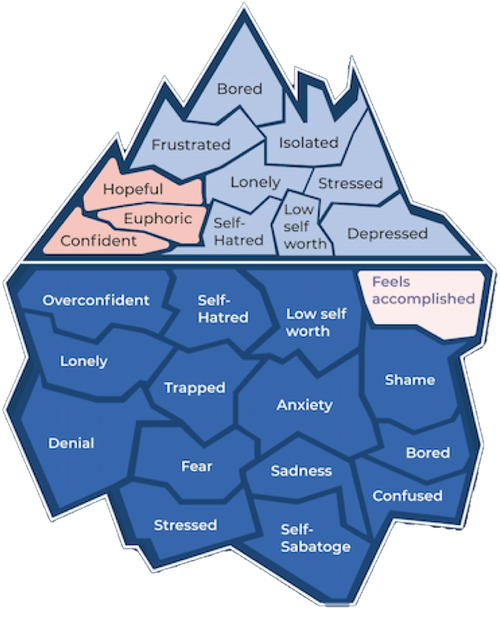 Bored
Frustrated
Isolated
Hopeful
Lonely
Stressed
Euphoric
Confident
Self-
Hatred
Low
self
worth
Depressed
Overconfident
Self-
Hatred
Low self
worth
Feels
accomplished
Lonely
Trapped
Anxiety
Shame
Denial
Fear
Sadness
Bored
Confused
Stressed
Self-
Sabatoge